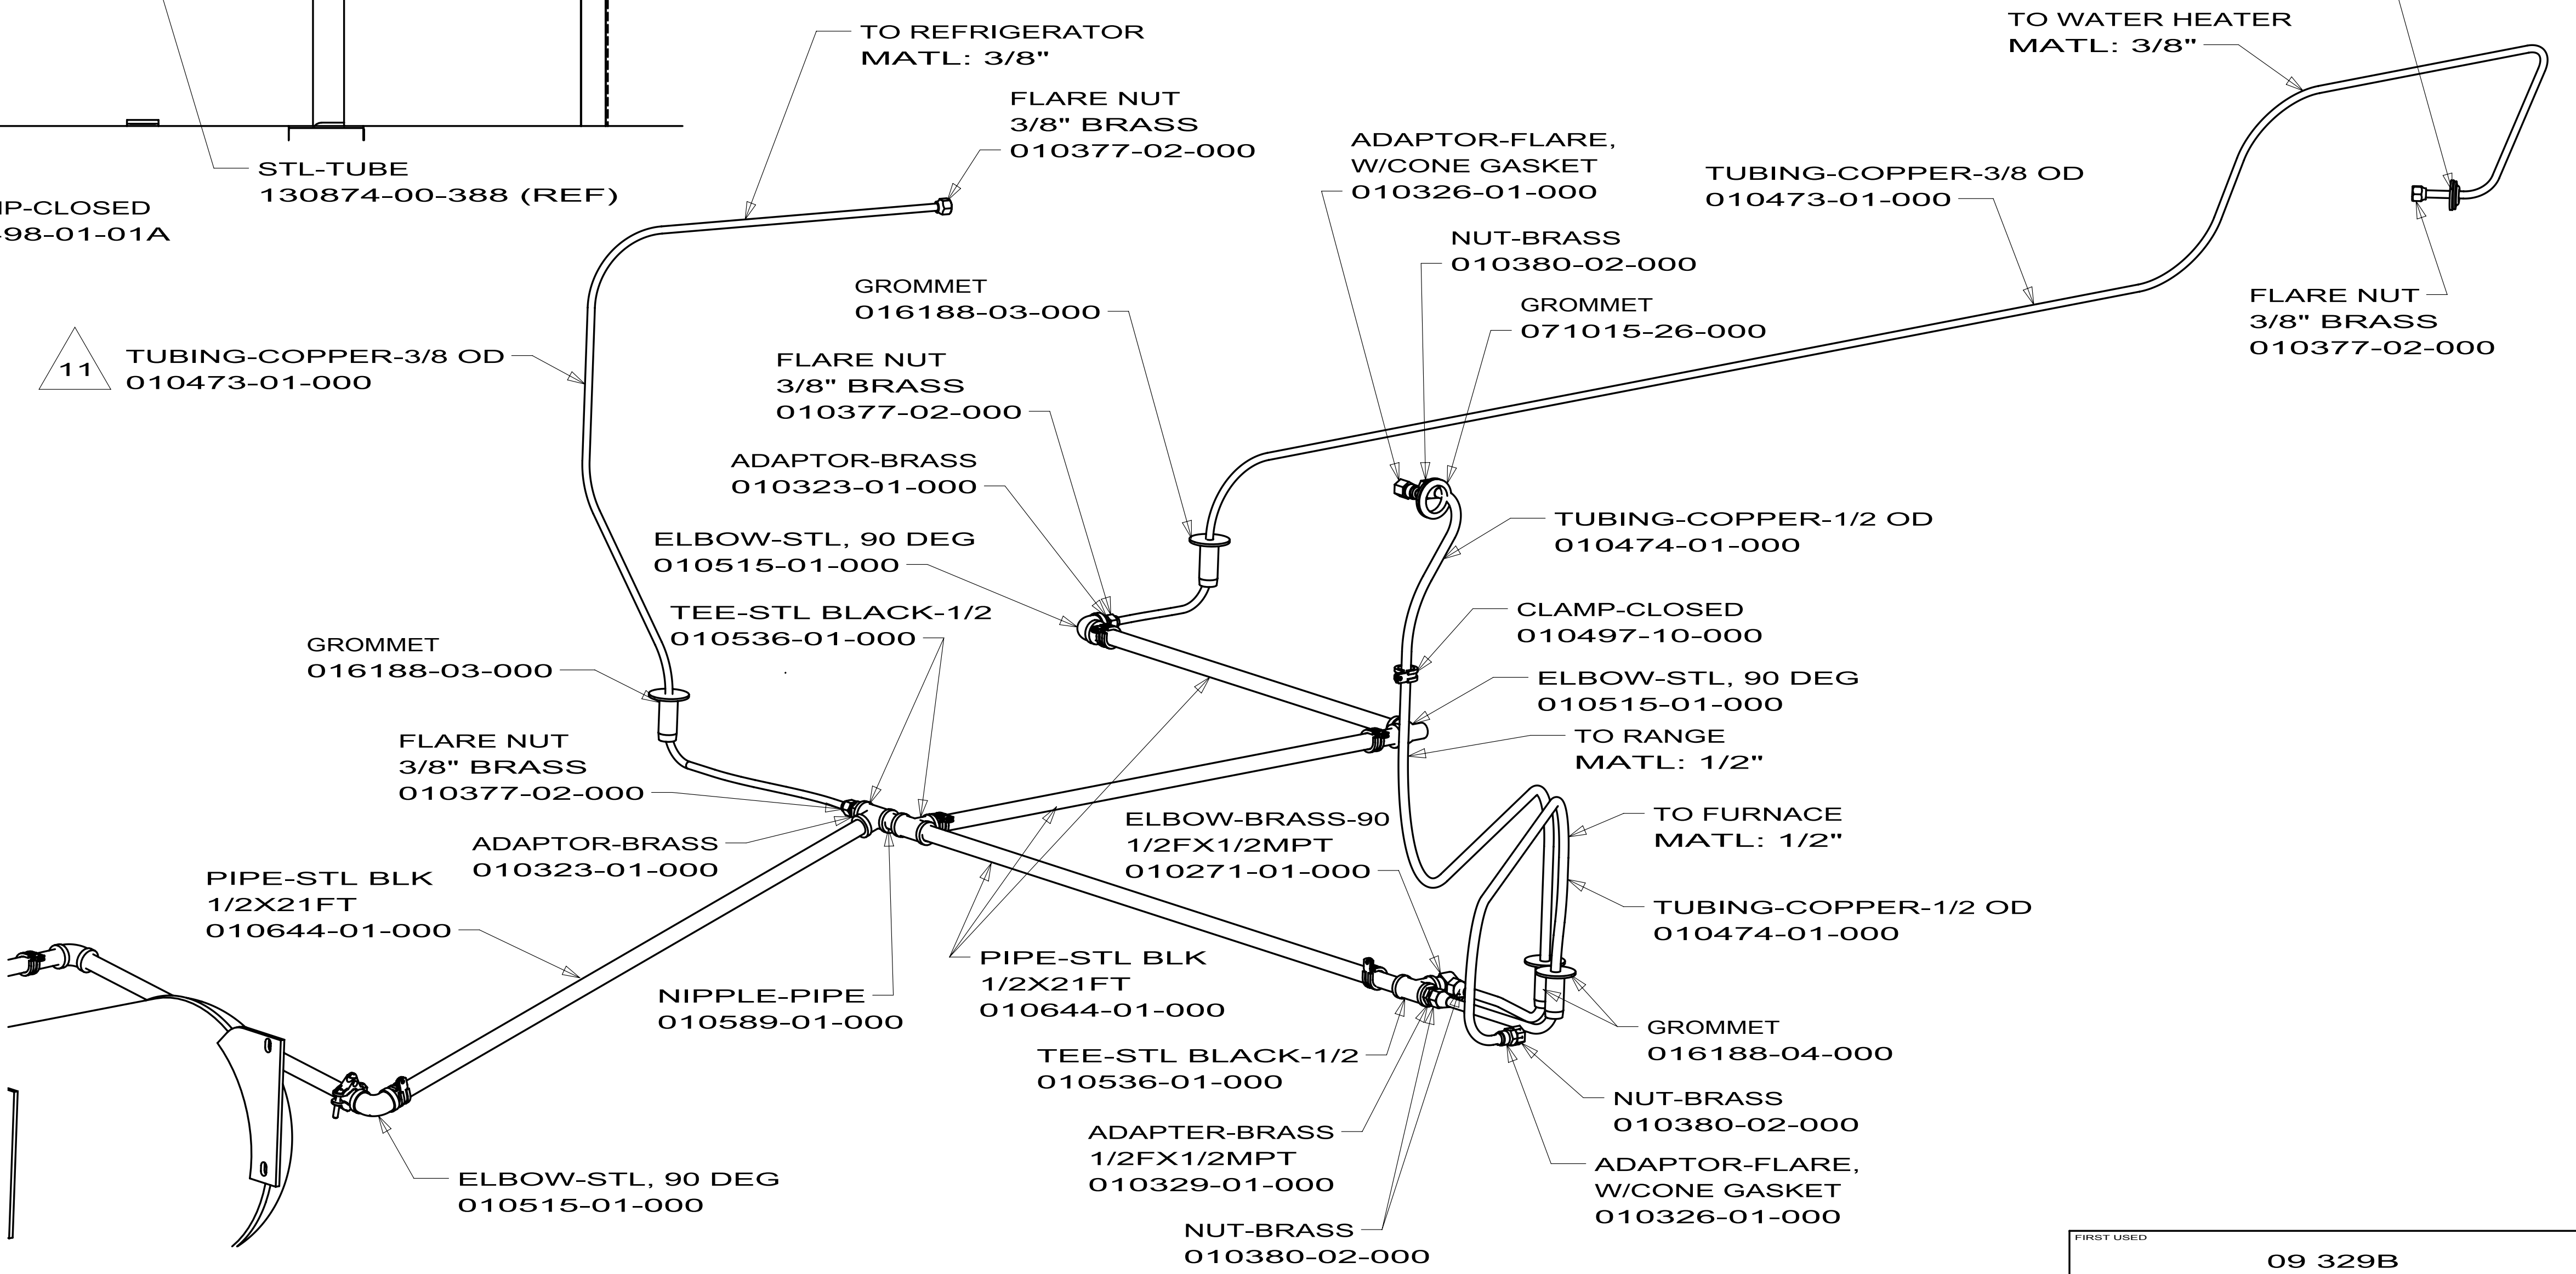 TO REFRIGERATOR
MATL: 3/8"
TO WATER HEATER
MATL: 3/8"
FLARE NUT
3/8" BRASS
010377-02-000
ADAPTOR-FLARE,
W/CONE GASKET
010326-01-000
STL-TUBE
130874-00-388 (REF)
TUBING-COPPER-3/8 OD
010473-01-000
P-CLOSED
98-01-01A
NUT-BRASS
010380-02-000
GROMMET
016188-03-000
GROMMET
071015-26-000
FLARE NUT
3/8" BRASS
010377-02-000
11
TUBING-COPPER-3/8 OD
010473-01-000
FLARE NUT
3/8" BRASS
010377-02-000
ADAPTOR-BRASS
010323-01-000
TUBING-COPPER-1/2 OD
010474-01-000
ELBOW-STL, 90 DEG
010515-01-000
TEE-STL BLACK-1/2
010536-01-000
CLAMP-CLOSED
010497-10-000
GROMMET
016188-03-000
ELBOW-STL, 90 DEG
010515-01-000
TO RANGE
MATL: 1/2"
FLARE NUT
3/8" BRASS
010377-02-000
TO FURNACE
MATL: 1/2"
ELBOW-BRASS-90
1/2FX1/2MPT
010271-01-000
ADAPTOR-BRASS
010323-01-000
PIPE-STL BLK
1/2X21FT
010644-01-000
TUBING-COPPER-1/2 OD
010474-01-000
PIPE-STL BLK
1/2X21FT
010644-01-000
NIPPLE-PIPE
010589-01-000
GROMMET
016188-04-000
TEE-STL BLACK-1/2
010536-01-000
NUT-BRASS
010380-02-000
ADAPTER-BRASS
1/2FX1/2MPT
010329-01-000
ADAPTOR-FLARE,
W/CONE GASKET
010326-01-000
ELBOW-STL, 90 DEG
010515-01-000
NUT-BRASS
010380-02-000
FIRST USED
09 329B